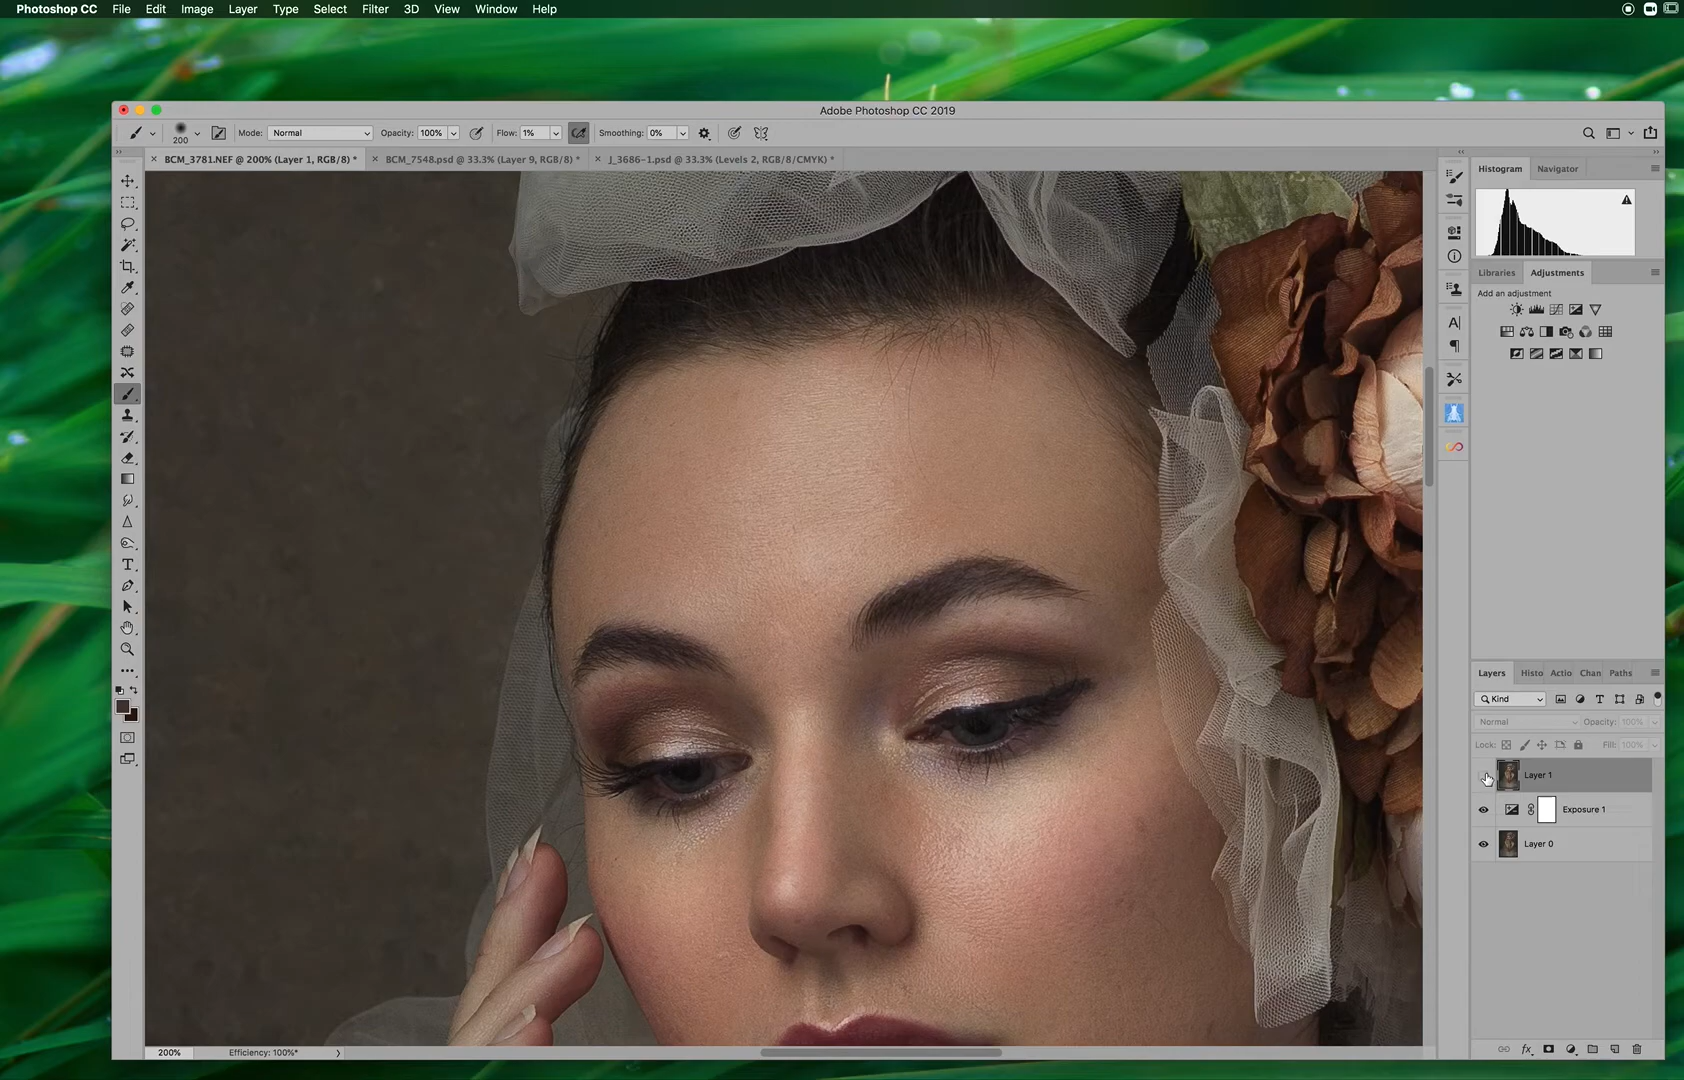 Photoshop CC File Edit Image Layer Type Select Filter 3D View Window Help
Adobe Photoshop CC 2019
200 Mode: Normal Opacity: 100% Flow: 1% Smoothing: 0%
BCM_3781.NEF @ 200% (Layer 1, RGB/8) * BCM_7548.psd @ 33.3% (Layer 9, RGB/8) * J_3686-1.psd @ 33.3% (Levels 2, RGB/8/CMYK) *
Histogram Navigator
Libraries Adjustments
Add an adjustment
Layers Histo Actio Chan Paths
Kind
Normal Opacity: 100%
Lock: Fill: 100%
Layer 1
Exposure 1
Layer 0
200% Efficiency: 100%*